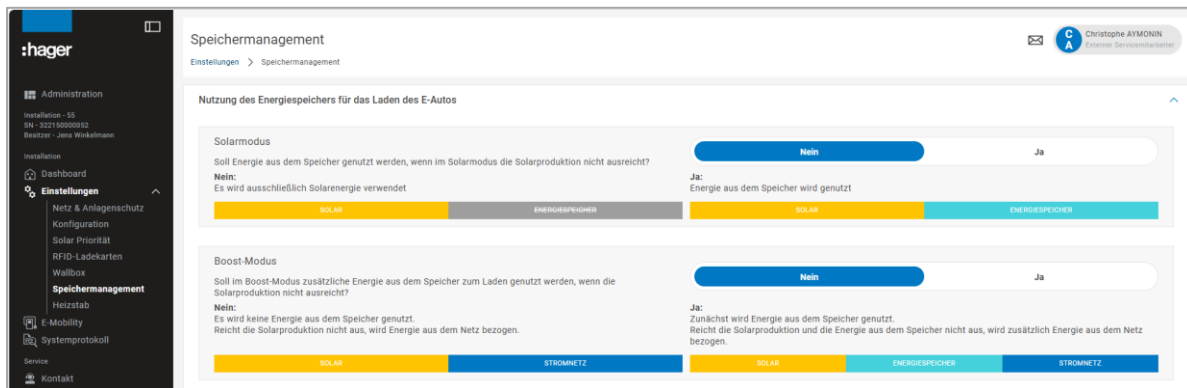 :hager
Administration
Installation - 55
SN - 322150000052
Besitzer - Jens Winkelmann
Installation
Dashboard
Einstellungen
Netz & Anlagenschutz
Konfiguration
Solar Priorität
RFID-Ladekarten
Wallbox
Speichermanagement
Heizstab
E-Mobility
Systemprotokoll
Service
Kontakt
Speichermanagement
Einstellungen > Speichermanagement
C A
Christophe AYMONIN
Externer Servicemitarbeiter
Nutzung des Energiespeichers für das Laden des E-Autos
Solarmodus
Soll Energie aus dem Speicher genutzt werden, wenn im Solarmodus die Solarproduktion nicht ausreicht?
Nein Ja
Nein:
Es wird ausschließlich Solarenergie verwendet
SOLAR ENERGIESPEICHER
Ja:
Energie aus dem Speicher wird genutzt
SOLAR ENERGIESPEICHER
Boost-Modus
Soll im Boost-Modus zusätzliche Energie aus dem Speicher zum Laden genutzt werden, wenn die
Solarproduktion nicht ausreicht?
Nein Ja
Nein:
Es wird keine Energie aus dem Speicher genutzt.
Reicht die Solarproduktion nicht aus, wird Energie aus dem Netz bezogen.
SOLAR STROMNETZ
Ja:
Zunächst wird Energie aus dem Speicher genutzt.
Reicht die Solarproduktion und die Energie aus dem Speicher nicht aus, wird zusätzlich Energie aus dem Netz
bezogen.
SOLAR ENERGIESPEICHER STROMNETZ